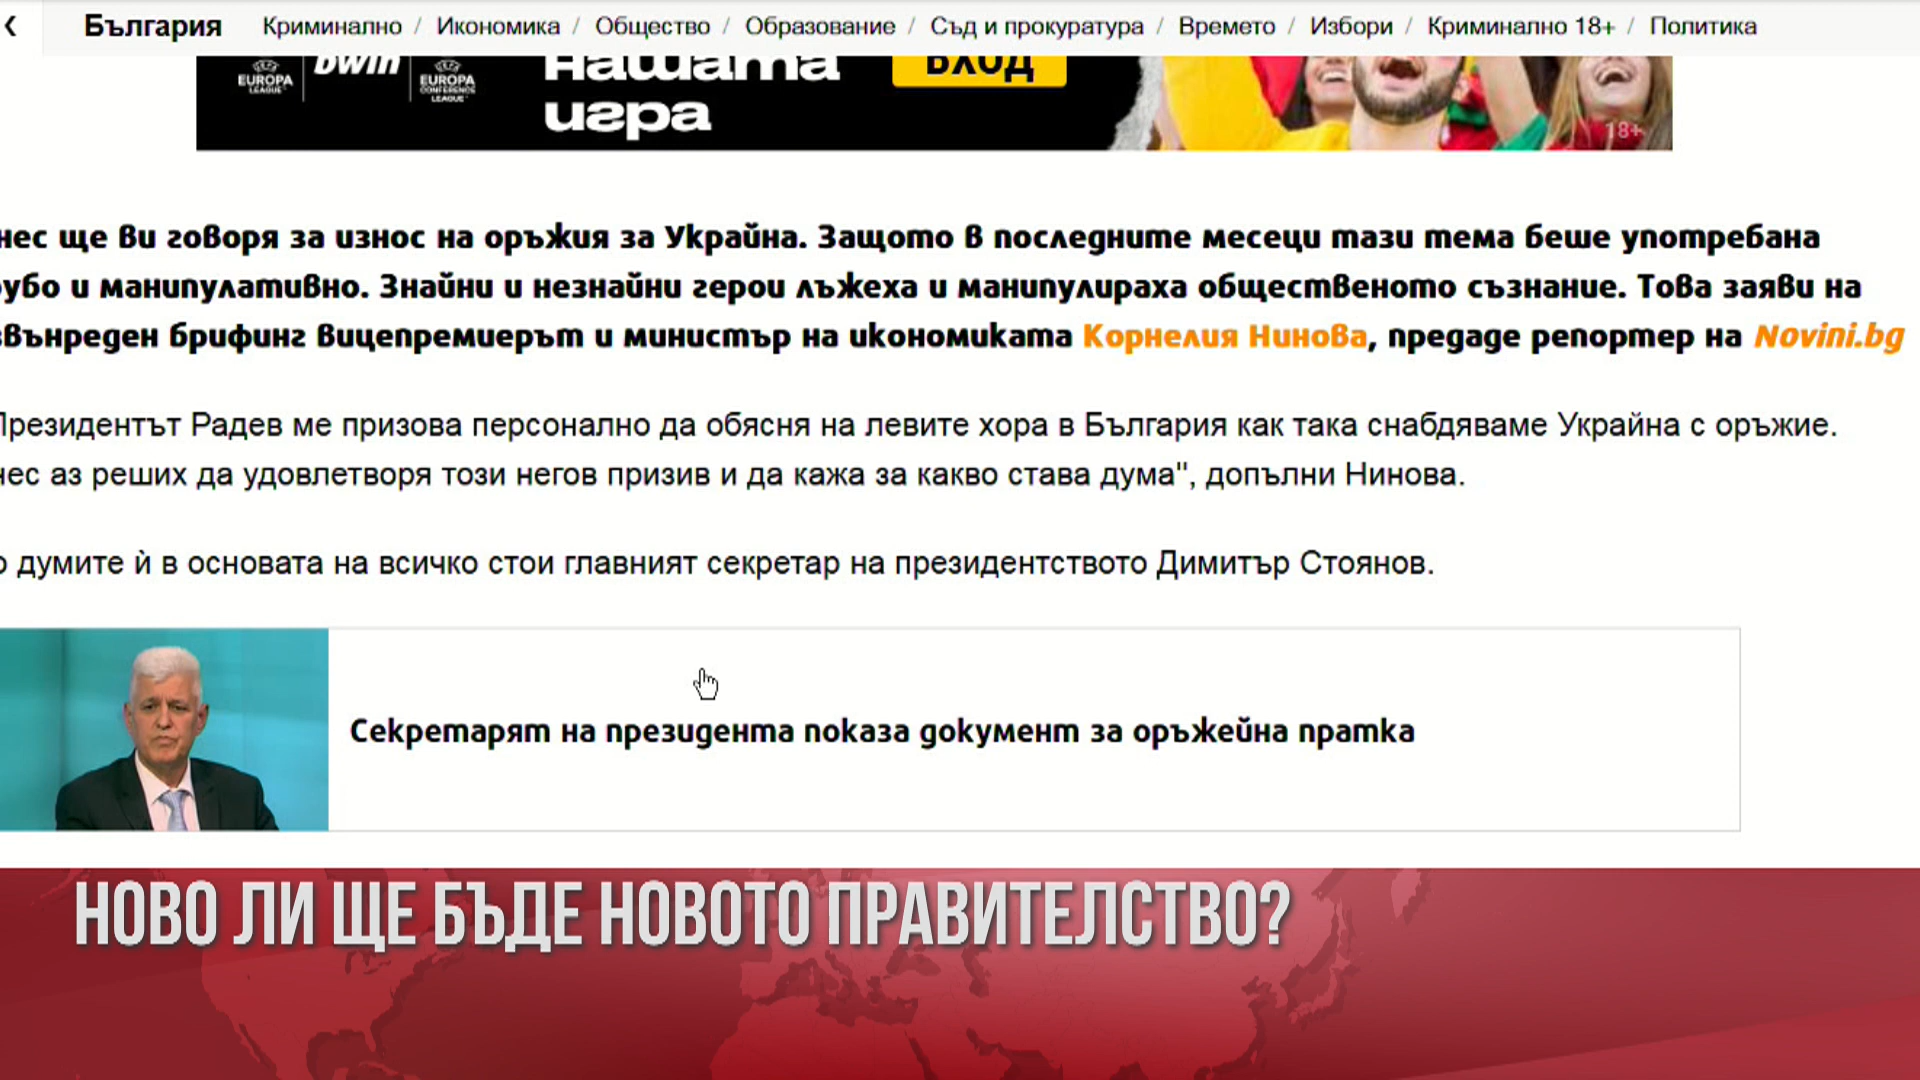 България Криминално / Икономика / Общество / Образование / Съд и прокуратура / Времето / Избори / Криминално 18+ / Политика
UEFA EUROPA LEAGUE bwin UEFA EUROPA CONFERENCE LEAGUE
нашата ВХОД
игра
18+
нес ще ви говоря за износ на оръжия за Украйна. Защото в последните месеци тази тема беше употребена
убо и манипулативно. Знайни и незнайни герои лъжеха и манипулираха общественото съзнание. Това заяви на
звънреден брифинг вицепремиерът и министър на икономиката Корнелия Нинова, предаде репортер на Novini.bg
Президентът Радев ме призова персонално да обясня на левите хора в България как така снабдяваме Украйна с оръжие.
нес аз реших да удовлетворя този негов призив и да кажа за какво става дума", допълни Нинова.
о думите ѝ в основата на всичко стои главният секретар на президентството Димитър Стоянов.
Секретарят на президента показа документ за оръжейна пратка
НОВО ЛИ ЩЕ БЪДЕ НОВОТО ПРАВИТЕЛСТВО?